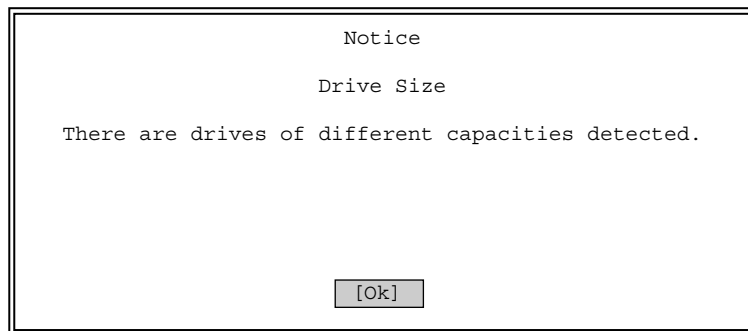 Notice
Drive Size
There are drives of different capacities detected.
[Ok]